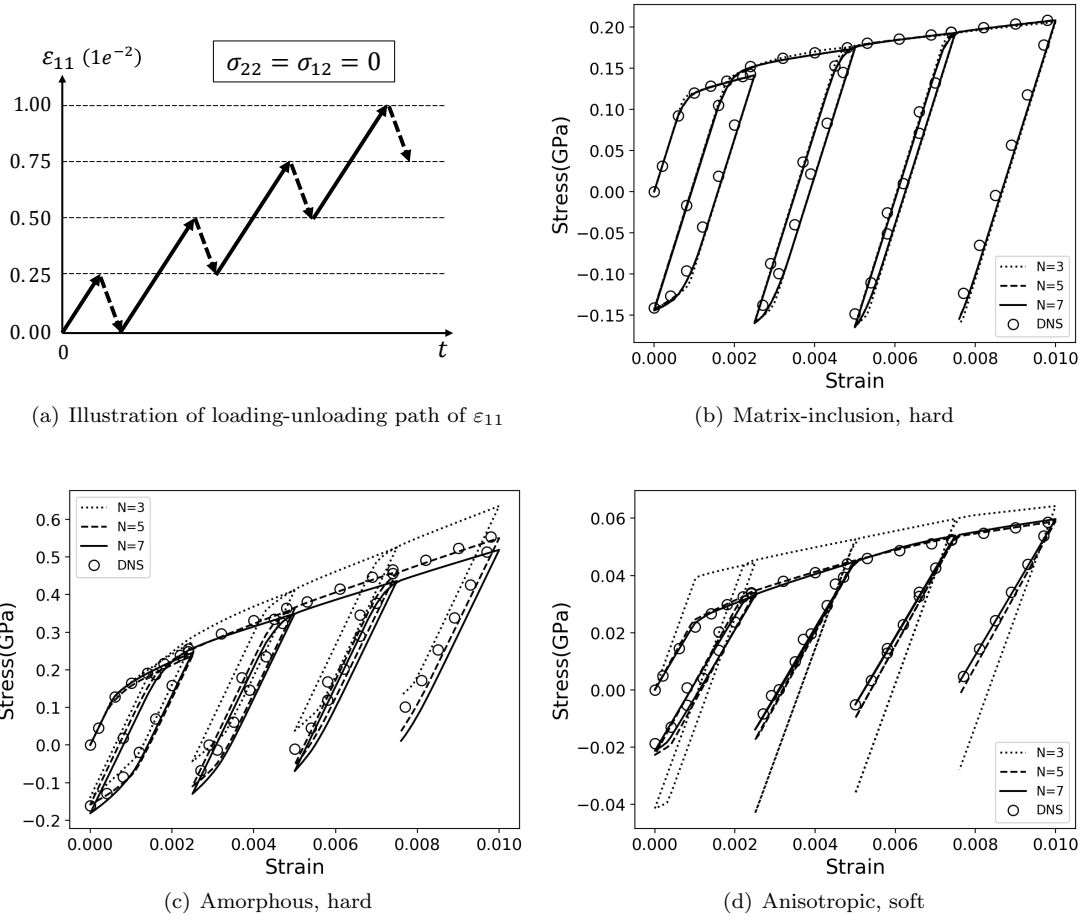 ε₁₁ (1e⁻²)
σ₂₂ = σ₁₂ = 0
1.00
0.75
0.50
0.25
0.00
0
t
(a) Illustration of loading-unloading path of ε₁₁
Stress(GPa)
0.20
0.15
0.10
0.05
0.00
−0.05
−0.10
−0.15
N=3
N=5
N=7
DNS
0.000 0.002 0.004 0.006 0.008 0.010
Strain
(b) Matrix-inclusion, hard
Stress(GPa)
0.6
0.5
0.4
0.3
0.2
0.1
0.0
−0.1
−0.2
N=3
N=5
N=7
DNS
0.000 0.002 0.004 0.006 0.008 0.010
Strain
(c) Amorphous, hard
Stress(GPa)
0.06
0.04
0.02
0.00
−0.02
−0.04
N=3
N=5
N=7
DNS
0.000 0.002 0.004 0.006 0.008 0.010
Strain
(d) Anisotropic, soft